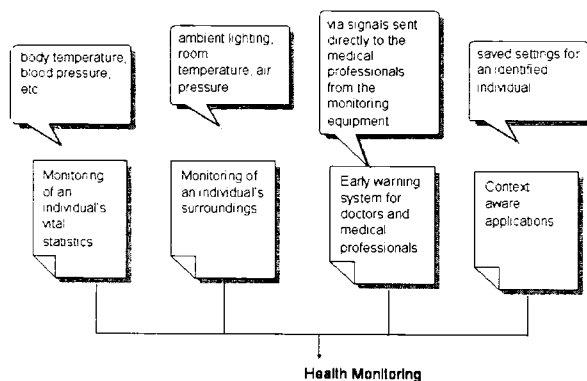 body temperature,
blood pressure,
etc
ambient lighting,
room
temperature, air
pressure
via signals sent
directly to the
medical
professionals
from the
monitoring
equipment
saved settings for
an identified
individual
Monitoring
of an
individual's
vital
statistics
Monitoring of
an individual's
surroundings
Early warning
system for
doctors and
medical
professionals
Context
aware
applications
Health Monitoring